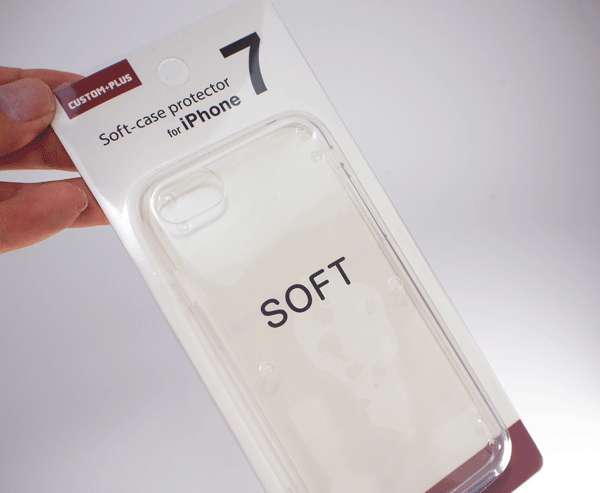 CUSTOM+PLUS
Soft-case protector
for iPhone 7
SOFT